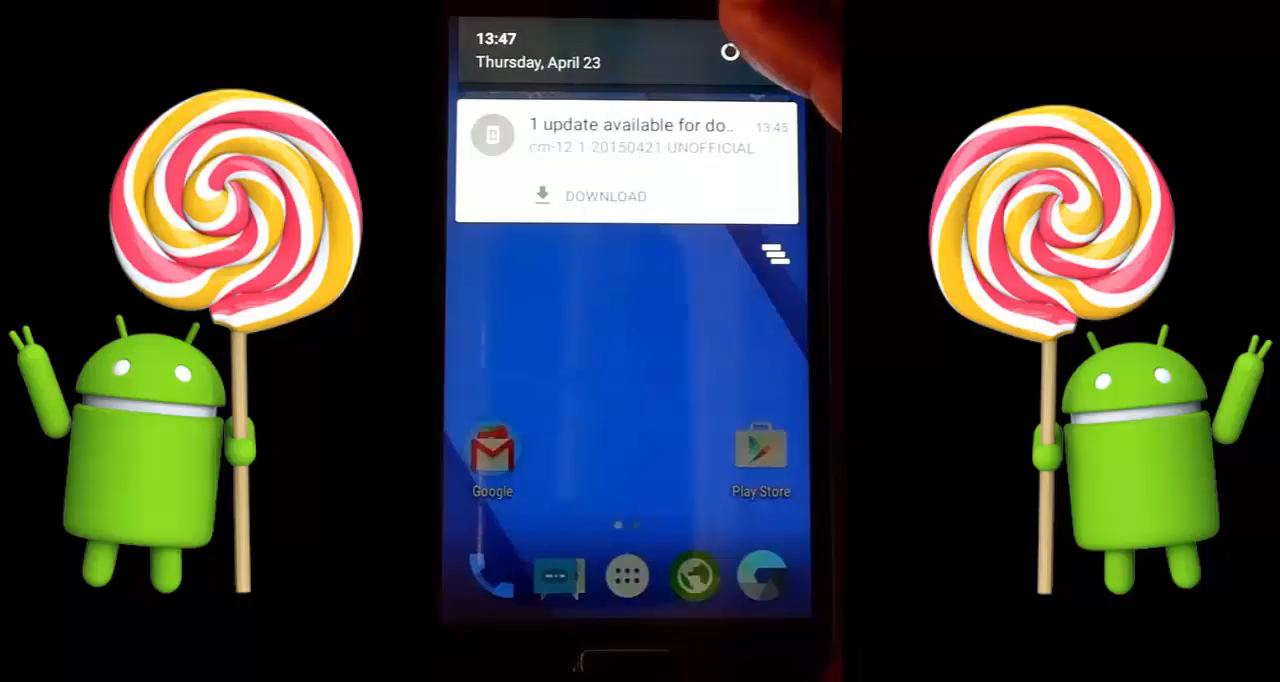 13:47
Thursday, April 23
1 update available for do.. 13:45
cm-12 1-20150421 UNOFFICIAL
DOWNLOAD
Google
Play Store